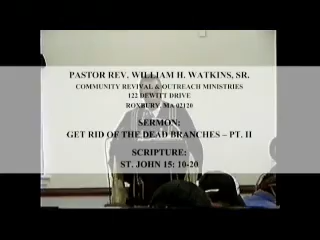 PASTOR REV. WILLIAM H. WATKINS, SR.
COMMUNITY REVIVAL & OUTREACH MINISTRIES
122 DEWITT DRIVE
ROXBURY, MA 02120
SERMON:
GET RID OF THE DEAD BRANCHES – PT. II
SCRIPTURE:
ST. JOHN 15: 10-20